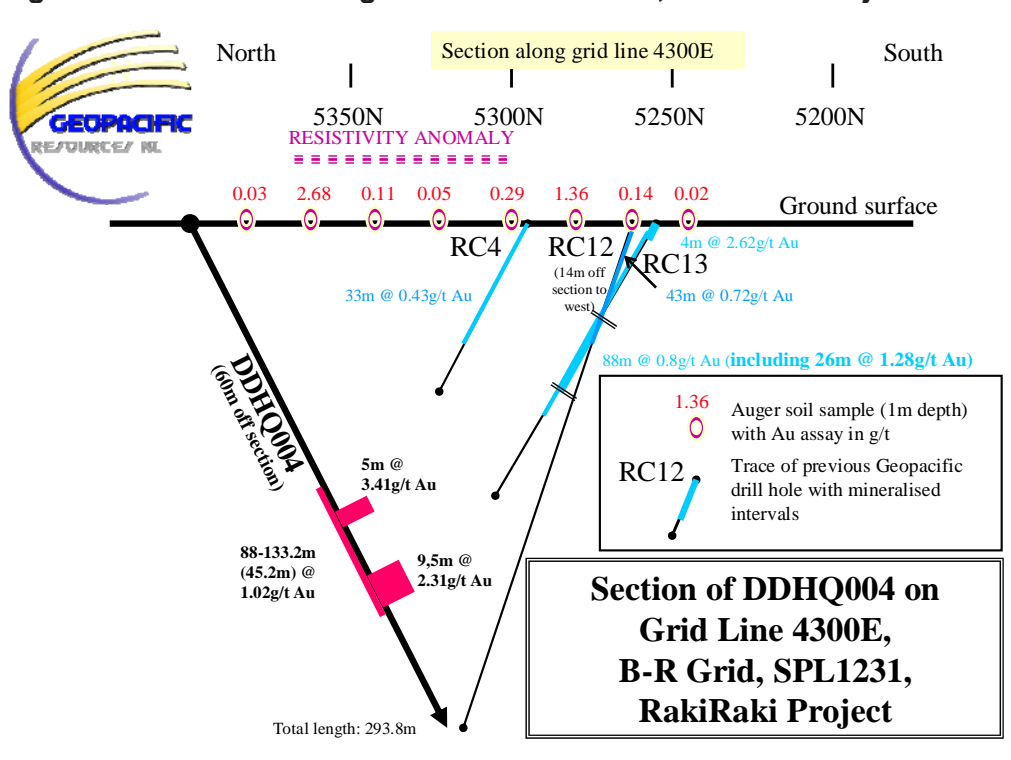 North
Section along grid line 4300E
South
5350N
5300N
5250N
5200N
GEOPACIFIC
RESOURCES NL
RESISTIVITY ANOMALY
0.03
2.68
0.11
0.05
0.29
1.36
0.14
0.02
Ground surface
RC4
RC12
4m @ 2.62g/t Au
RC13
(14m off
section to
west)
33m @ 0.43g/t Au
43m @ 0.72g/t Au
88m @ 0.8g/t Au (including 26m @ 1.28g/t Au)
DDHQ004
(60m off section)
1.36
Auger soil sample (1m depth)
with Au assay in g/t
RC12
Trace of previous Geopacific
drill hole with mineralised
intervals
5m @
3.41g/t Au
88-133.2m
(45.2m) @
1.02g/t Au
9,5m @
2.31g/t Au
Section of DDHQ004 on
Grid Line 4300E,
B-R Grid, SPL1231,
RakiRaki Project
Total length: 293.8m